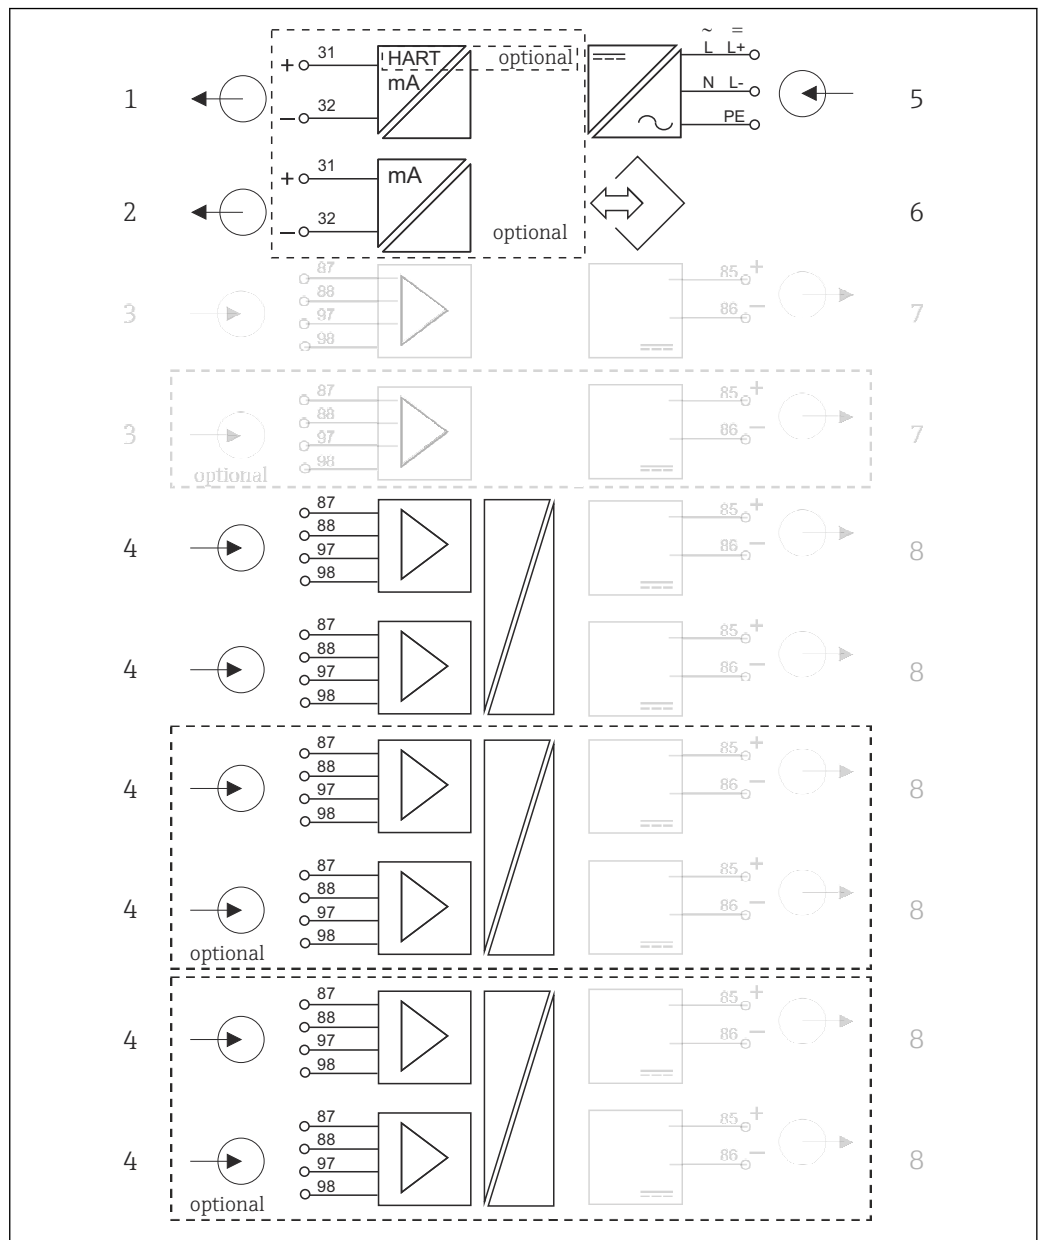 ~ =
31 HART optional L L+
+
mA N L-
1 5
32 PE
–
31 mA
+
2 32 6
– optional
87 85 +
88
3 97 86 – 7
98
87 85 +
88
3 97 86 – 7
98
optional
87 85 +
88
4 97 86 – 8
98
87 85 +
88
4 97 86 – 8
98
87 85 +
88
4 97 86 – 8
98
87 85 +
88
4 97 86 – 8
98
optional
87 85 +
88
4 97 86 – 8
98
87 85 +
88
4 97 86 – 8
98
optional